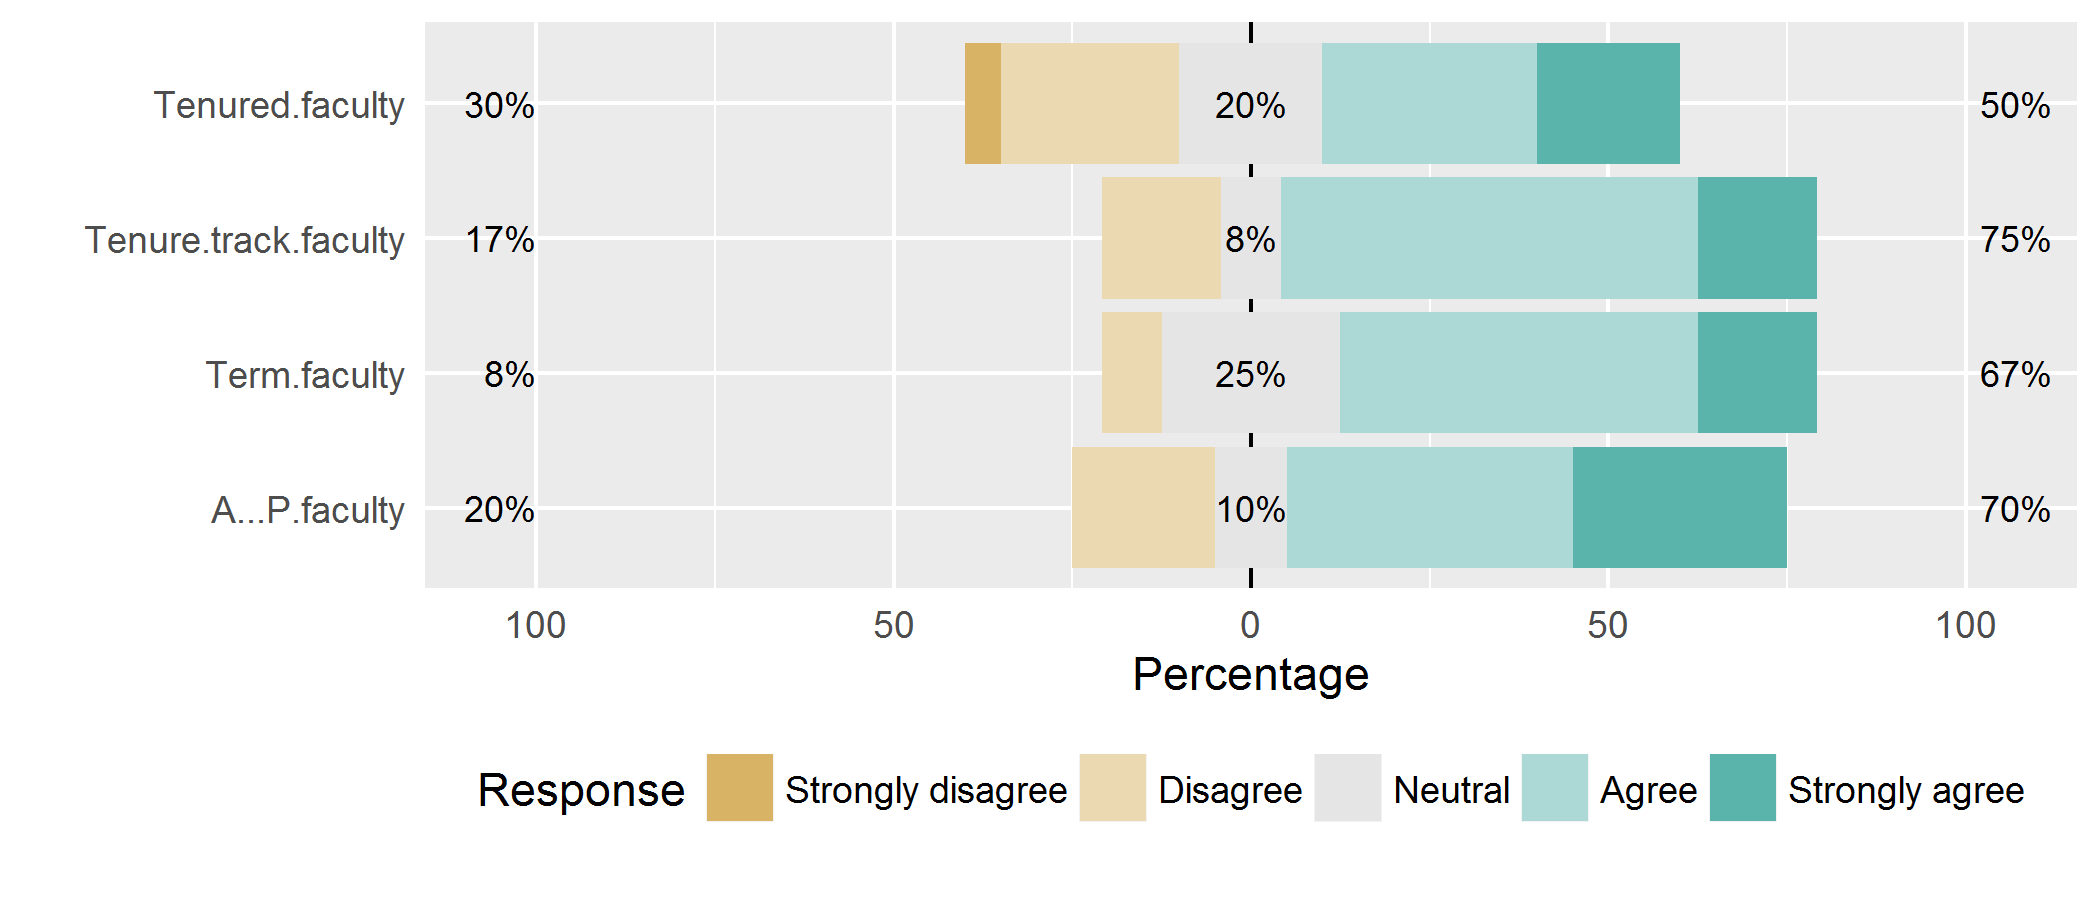 Tenured.faculty 30% 20% 50%
Tenure.track.faculty 17% 8% 75%
Term.faculty 8% 25% 67%
A...P.faculty 20% 10% 70%
100 50 0 50 100
Percentage
Response Strongly disagree Disagree Neutral Agree Strongly agree